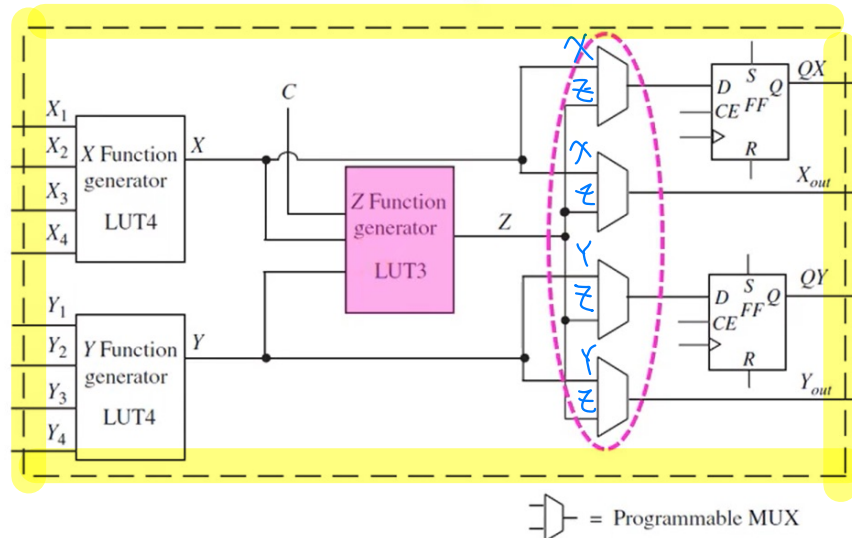 X1
X2
X3
X4
X Function
generator
LUT4
X
C
Z Function
generator
LUT3
Z
Y1
Y2
Y3
Y4
Y Function
generator
LUT4
Y
X
Z
X
Z
Y
Z
Y
Z
S
D Q
CE FF
R
QX
Xout
S
D Q
CE FF
R
QY
Yout
= Programmable MUX